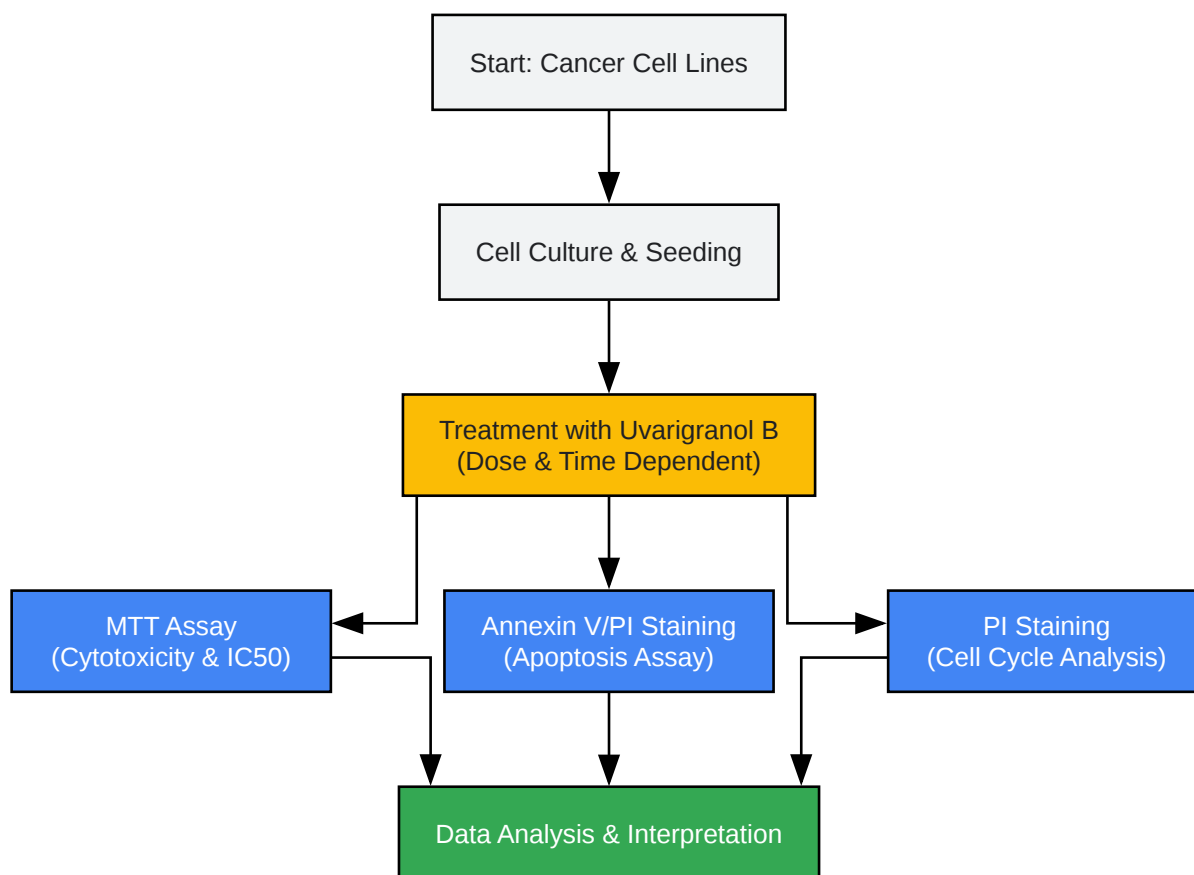 Start: Cancer Cell Lines
Cell Culture & Seeding
Treatment with Uvarigranol B
(Dose & Time Dependent)
MTT Assay
(Cytotoxicity & IC50)
Annexin V/PI Staining
(Apoptosis Assay)
PI Staining
(Cell Cycle Analysis)
Data Analysis & Interpretation